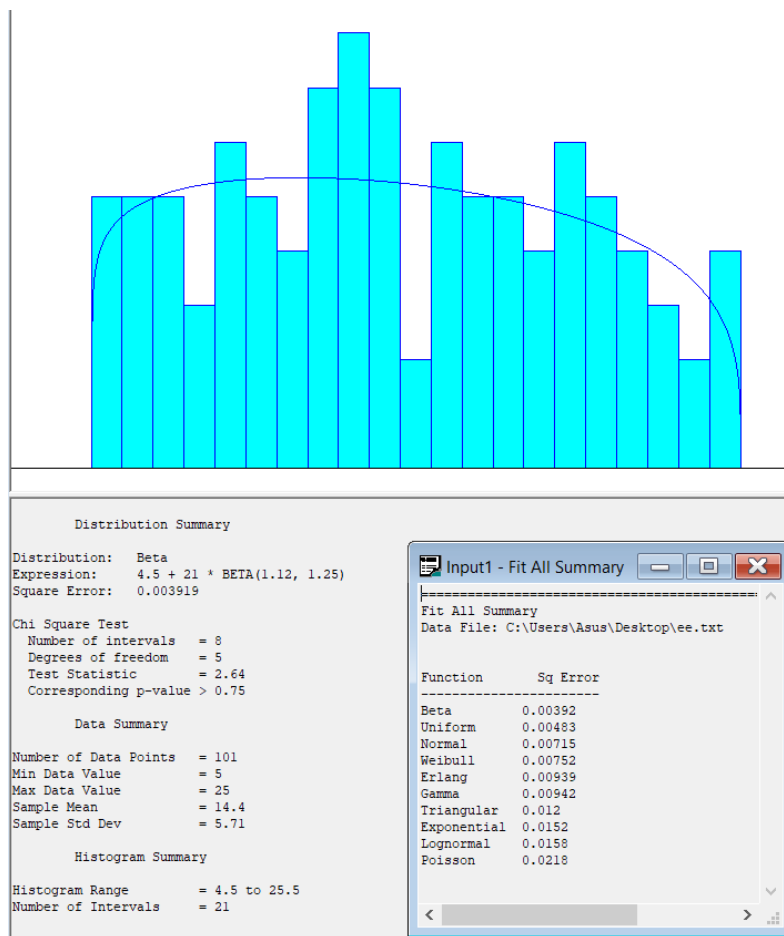 Distribution Summary
Distribution: Beta
Expression: 4.5 + 21 * BETA(1.12, 1.25)
Square Error: 0.003919
Chi Square Test
Number of intervals = 8
Degrees of freedom = 5
Test Statistic = 2.64
Corresponding p-value > 0.75
Data Summary
Number of Data Points = 101
Min Data Value = 5
Max Data Value = 25
Sample Mean = 14.4
Sample Std Dev = 5.71
Histogram Summary
Histogram Range = 4.5 to 25.5
Number of Intervals = 21
Input1 - Fit All Summary
Fit All Summary
Data File: C:\Users\Asus\Desktop\ee.txt
Function Sq Error
-----------------------
Beta 0.00392
Uniform 0.00483
Normal 0.00715
Weibull 0.00752
Erlang 0.00939
Gamma 0.00942
Triangular 0.012
Exponential 0.0152
Lognormal 0.0158
Poisson 0.0218